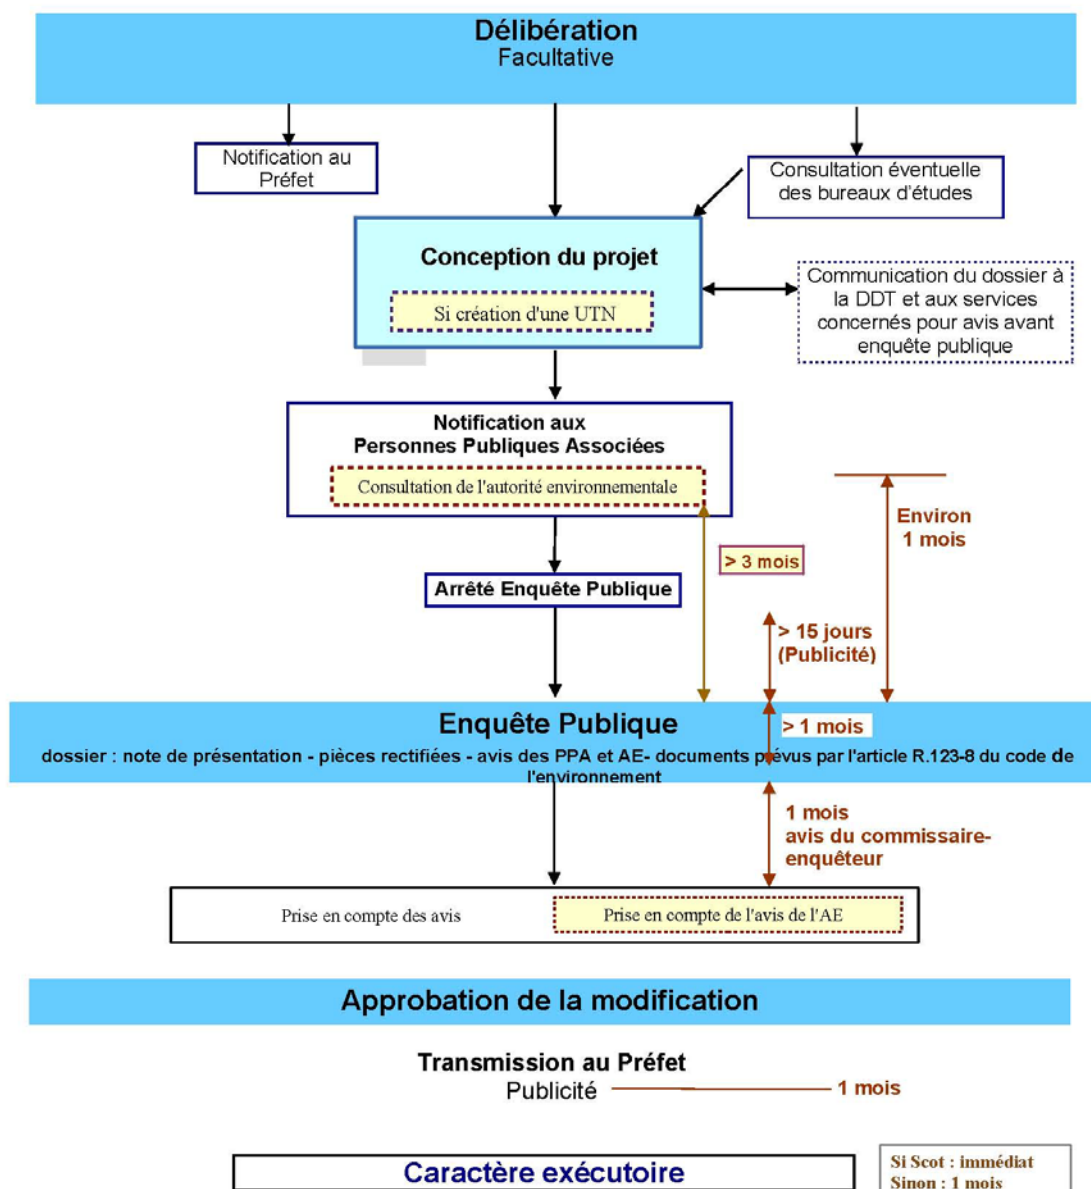 Délibération
Facultative
Notification au
Préfet
Consultation éventuelle
des bureaux d'études
Conception du projet
Si création d'une UTN
Communication du dossier à
la DDT et aux services
concernés pour avis avant
enquête publique
Notification aux
Personnes Publiques Associées
Consultation de l'autorité environnementale
Environ
1 mois
> 3 mois
Arrêté Enquête Publique
> 15 jours
(Publicité)
Enquête Publique
> 1 mois
dossier : note de présentation - pièces rectifiées - avis des PPA et AE- documents prévus par l'article R.123-8 du code de
l'environnement
1 mois
avis du commissaire-
enquêteur
Prise en compte des avis
Prise en compte de l'avis de l'AE
Approbation de la modification
Transmission au Préfet
Publicité
1 mois
Caractère exécutoire
Si Scot : immédiat
Sinon : 1 mois